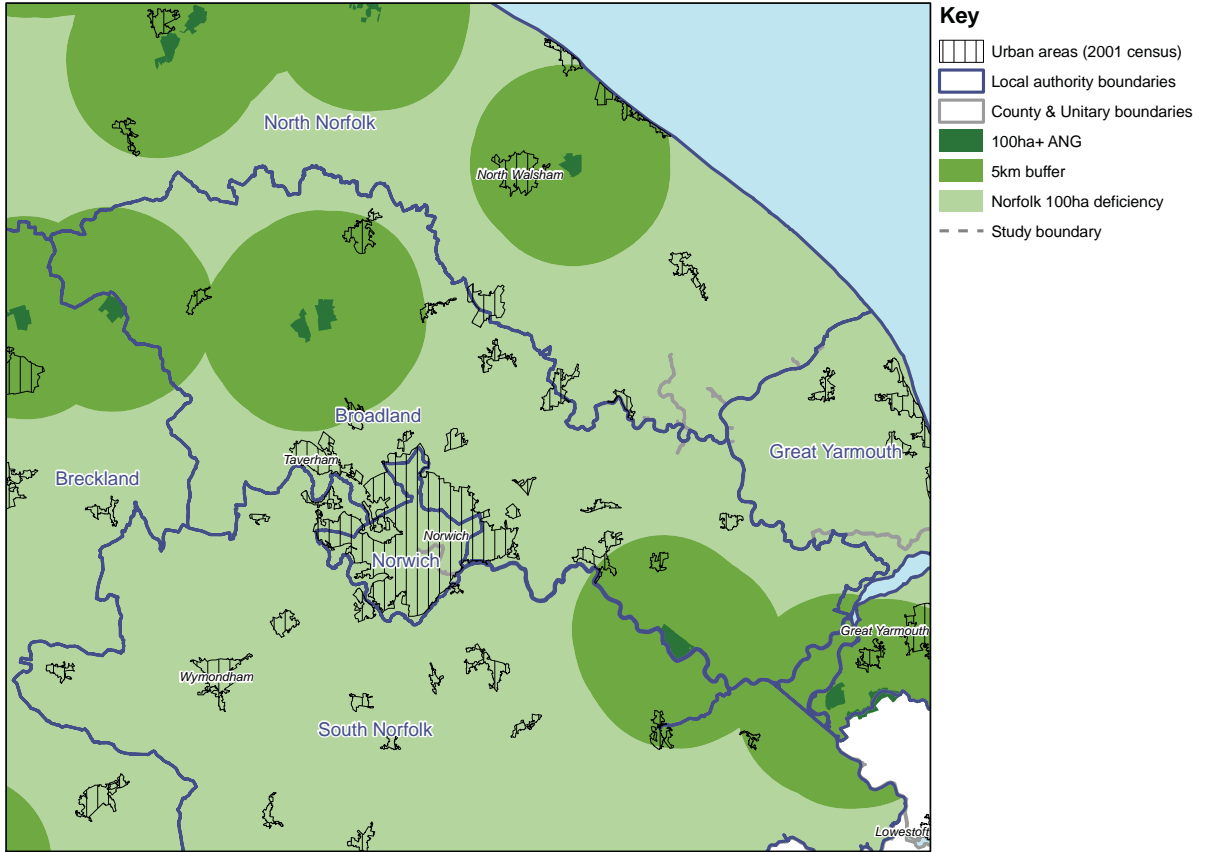 Key
Urban areas (2001 census)
Local authority boundaries
County & Unitary boundaries
100ha+ ANG
5km buffer
Norfolk 100ha deficiency
Study boundary
North Norfolk
North Walsham
Broadland
Taverham
Great Yarmouth
Breckland
Norwich
Norwich
Great Yarmouth
Wymondham
South Norfolk
Lowestoft